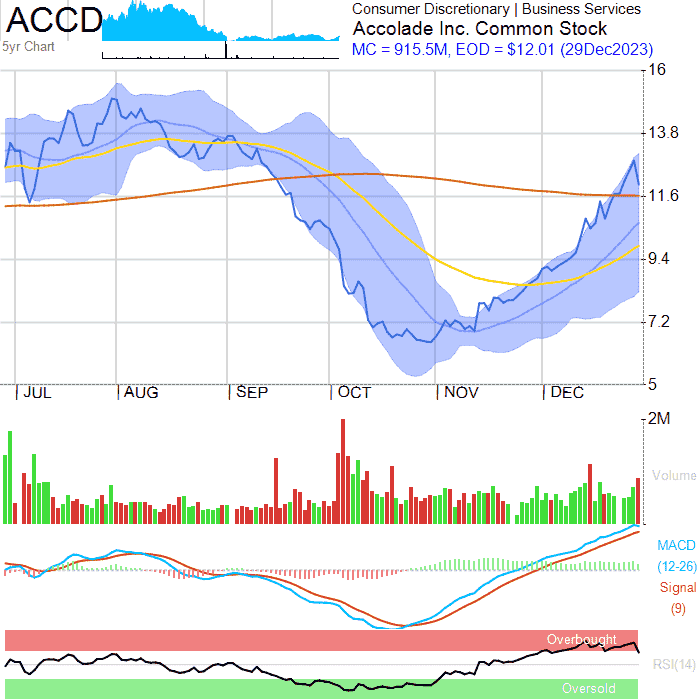 ACCD
5yr Chart
Consumer Discretionary | Business Services
Accolade Inc. Common Stock
MC = 915.5M, EOD = $12.01 (29Dec2023)
16
13.8
11.6
9.4
7.2
5
JUL AUG SEP OCT NOV DEC
2M
Volume
MACD
(12-26)
Signal
(9)
Overbought
RSI(14)
Oversold